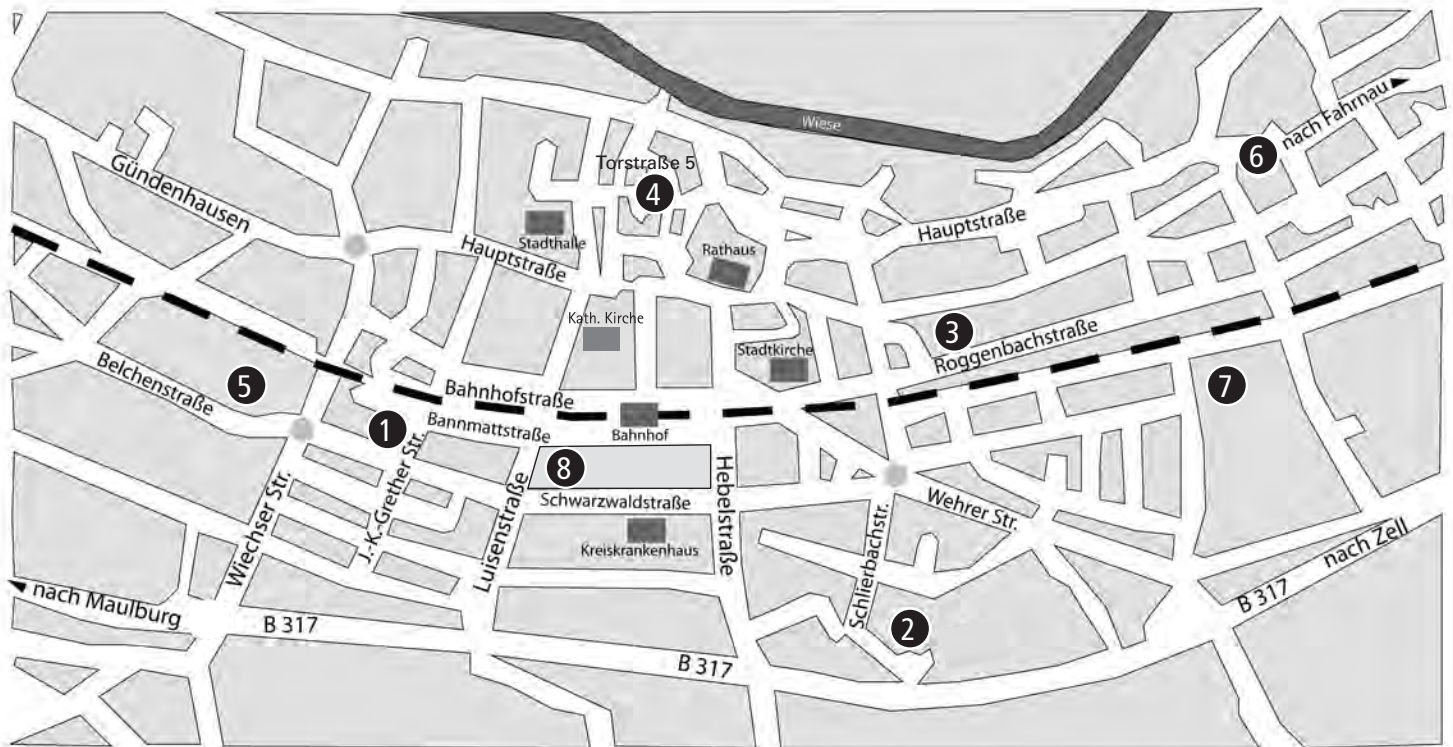 Wiese
nach Fahrnau
6
Torstraße 5
4
Gündenhausen
Stadthalle
Hauptstraße
Rathaus
Hauptstraße
Kath. Kirche
Stadtkirche
3
Roggenbachstraße
Belchenstraße
5
7
Bahnhofstraße
Bannmattstraße
Bahnhof
1
8
Wiechser Str.
J.-K.-Grether Str.
Luisenstraße
Schwarzwaldstraße
Hebelstraße
Wehrer Str.
Kreiskrankenhaus
Schlierbachstr.
2
nach Maulburg
B 317
B 317
B 317
nach Zell